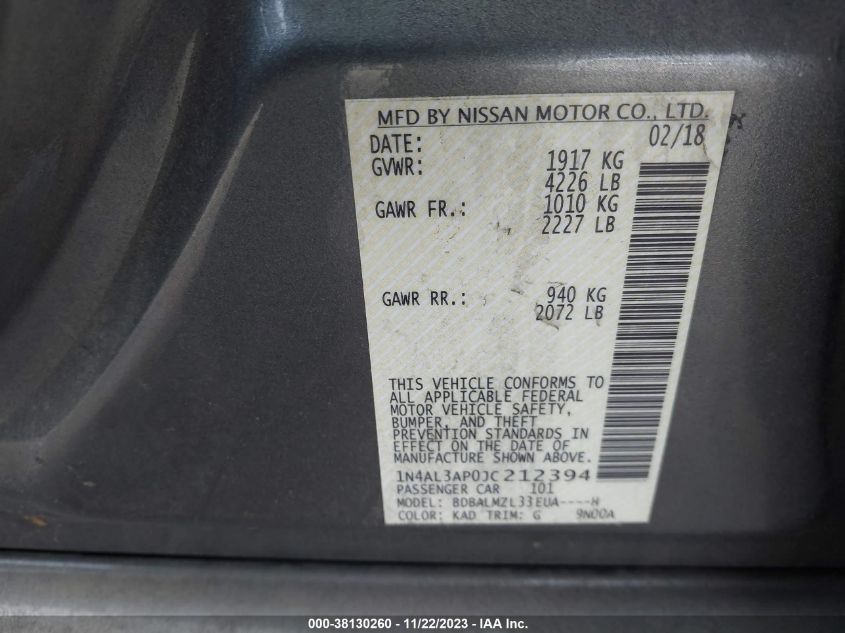 MFD BY NISSAN MOTOR CO., LTD.
DATE: 02/18
GVWR: 1917 KG
4226 LB
GAWR FR.: 1010 KG
2227 LB
GAWR RR.: 940 KG
2072 LB
THIS VEHICLE CONFORMS TO
ALL APPLICABLE FEDERAL
MOTOR VEHICLE SAFETY,
BUMPER, AND THEFT
PREVENTION STANDARDS IN
EFFECT ON THE DATE OF
MANUFACTURE SHOWN ABOVE.
1N4AL3AP0JC212394
PASSENGER CAR 101
MODEL: BDBALMZL33EUA----H
COLOR: KAD TRIM: G 9N00A
000-38130260 - 11/22/2023 - IAA Inc.